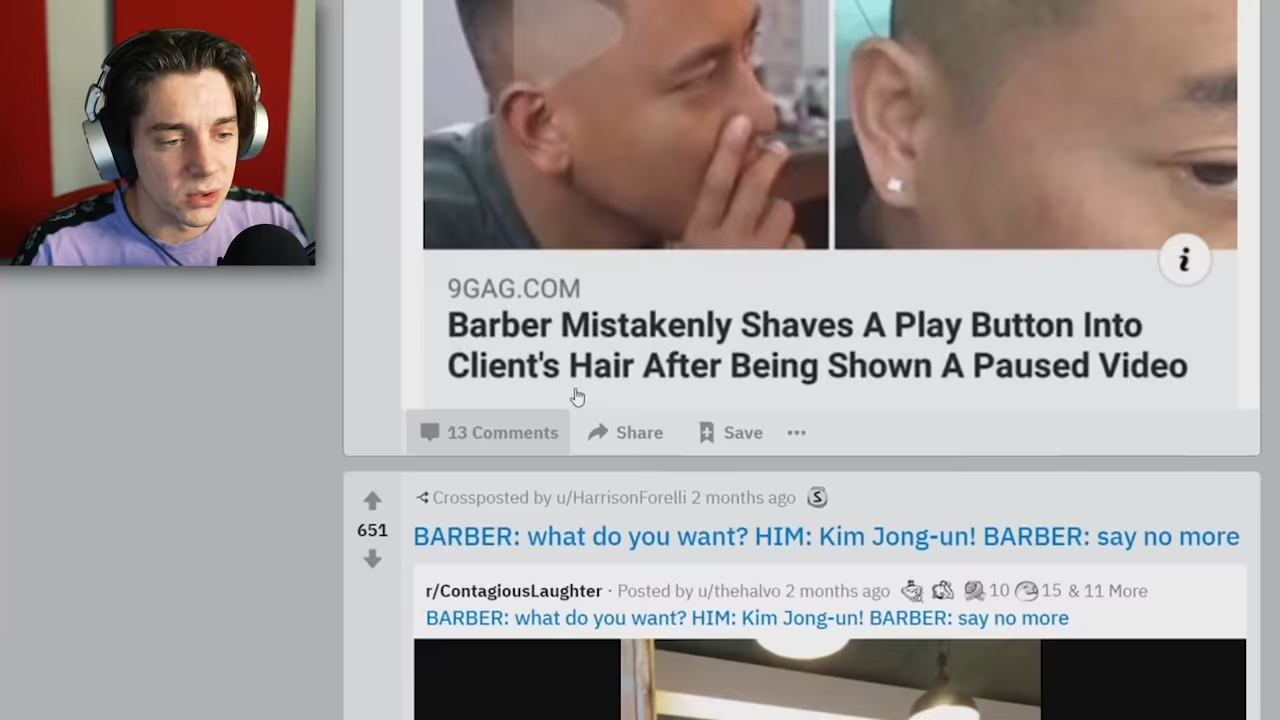 9GAG.COM
Barber Mistakenly Shaves A Play Button Into
Client's Hair After Being Shown A Paused Video
13 Comments Share Save
Crossposted by u/HarrisonForelli 2 months ago
651
BARBER: what do you want? HIM: Kim Jong-un! BARBER: say no more
r/ContagiousLaughter · Posted by u/thehalvo 2 months ago 10 15 & 11 More
BARBER: what do you want? HIM: Kim Jong-un! BARBER: say no more